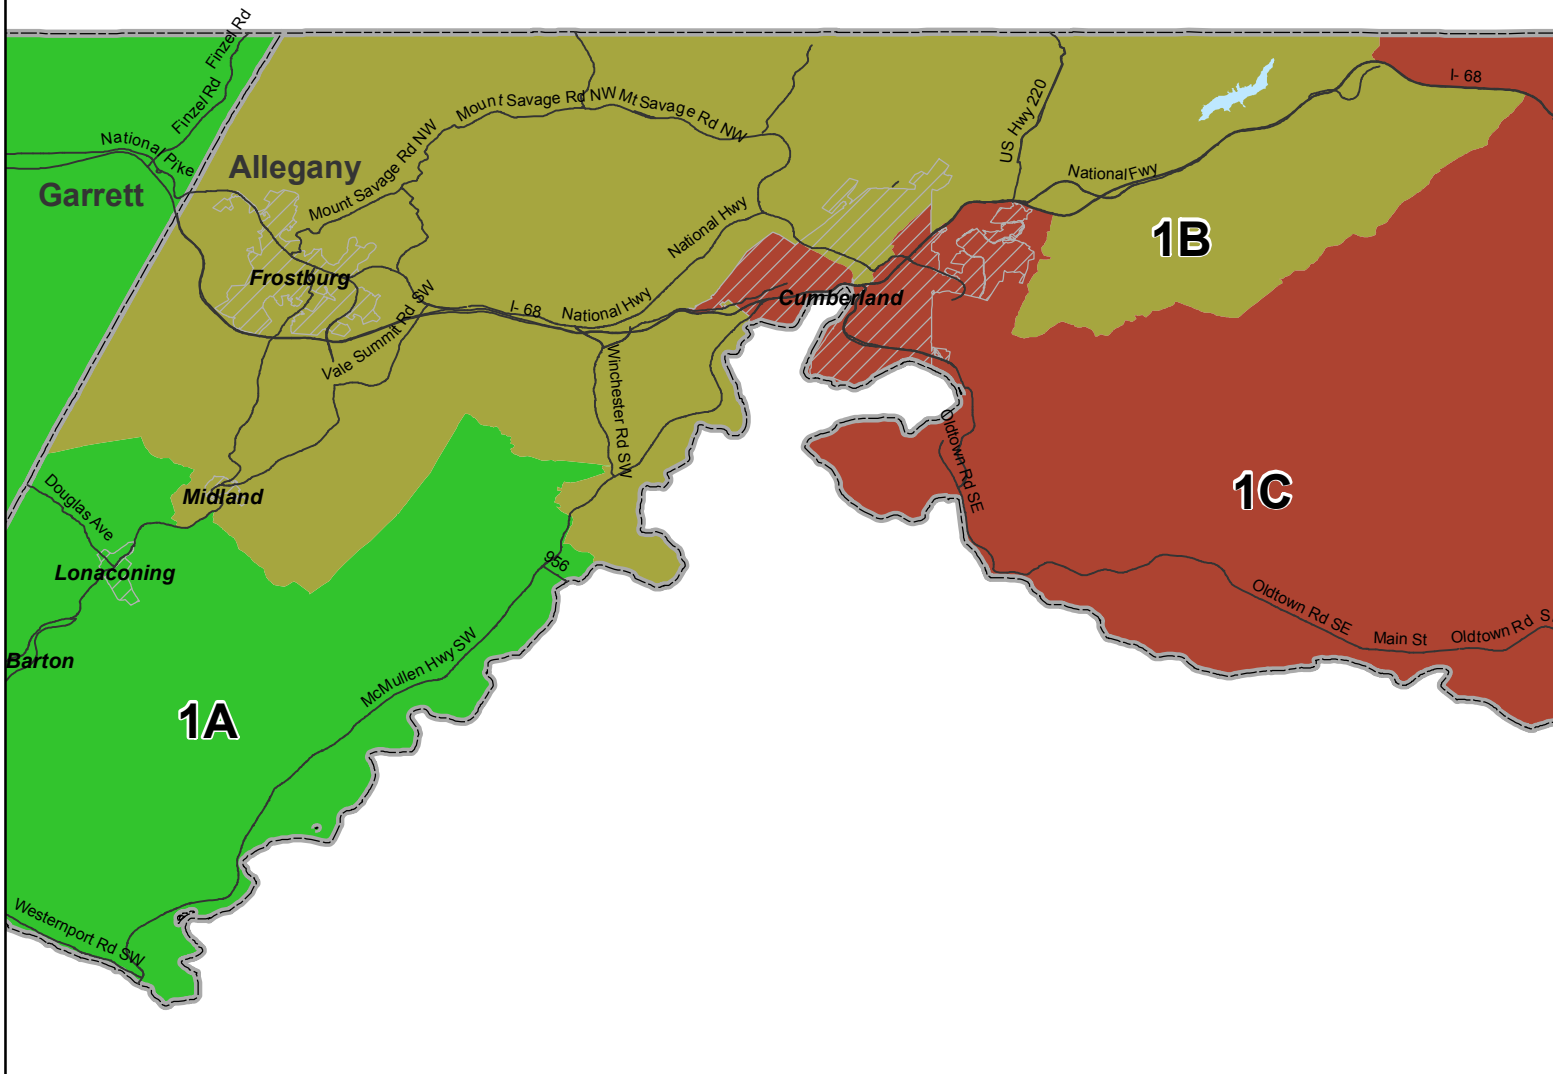 Finzel Rd
Finzel Rd
National Pike
Garrett
Allegany
Mount Savage Rd NW
Mount Savage Rd NW
Mt Savage Rd NW
US Hwy 220
I- 68
National Fwy
1B
National Hwy
Frostburg
I- 68
National Hwy
Cumberland
Vale Summit Rd SW
Winchester Rd SW
Oldtown Rd SE
Midland
1C
Douglas Ave
Lonaconing
956
Oldtown Rd SE
Main St
Oldtown Rd S
Barton
McMullen Hwy SW
1A
Westernport Rd SW